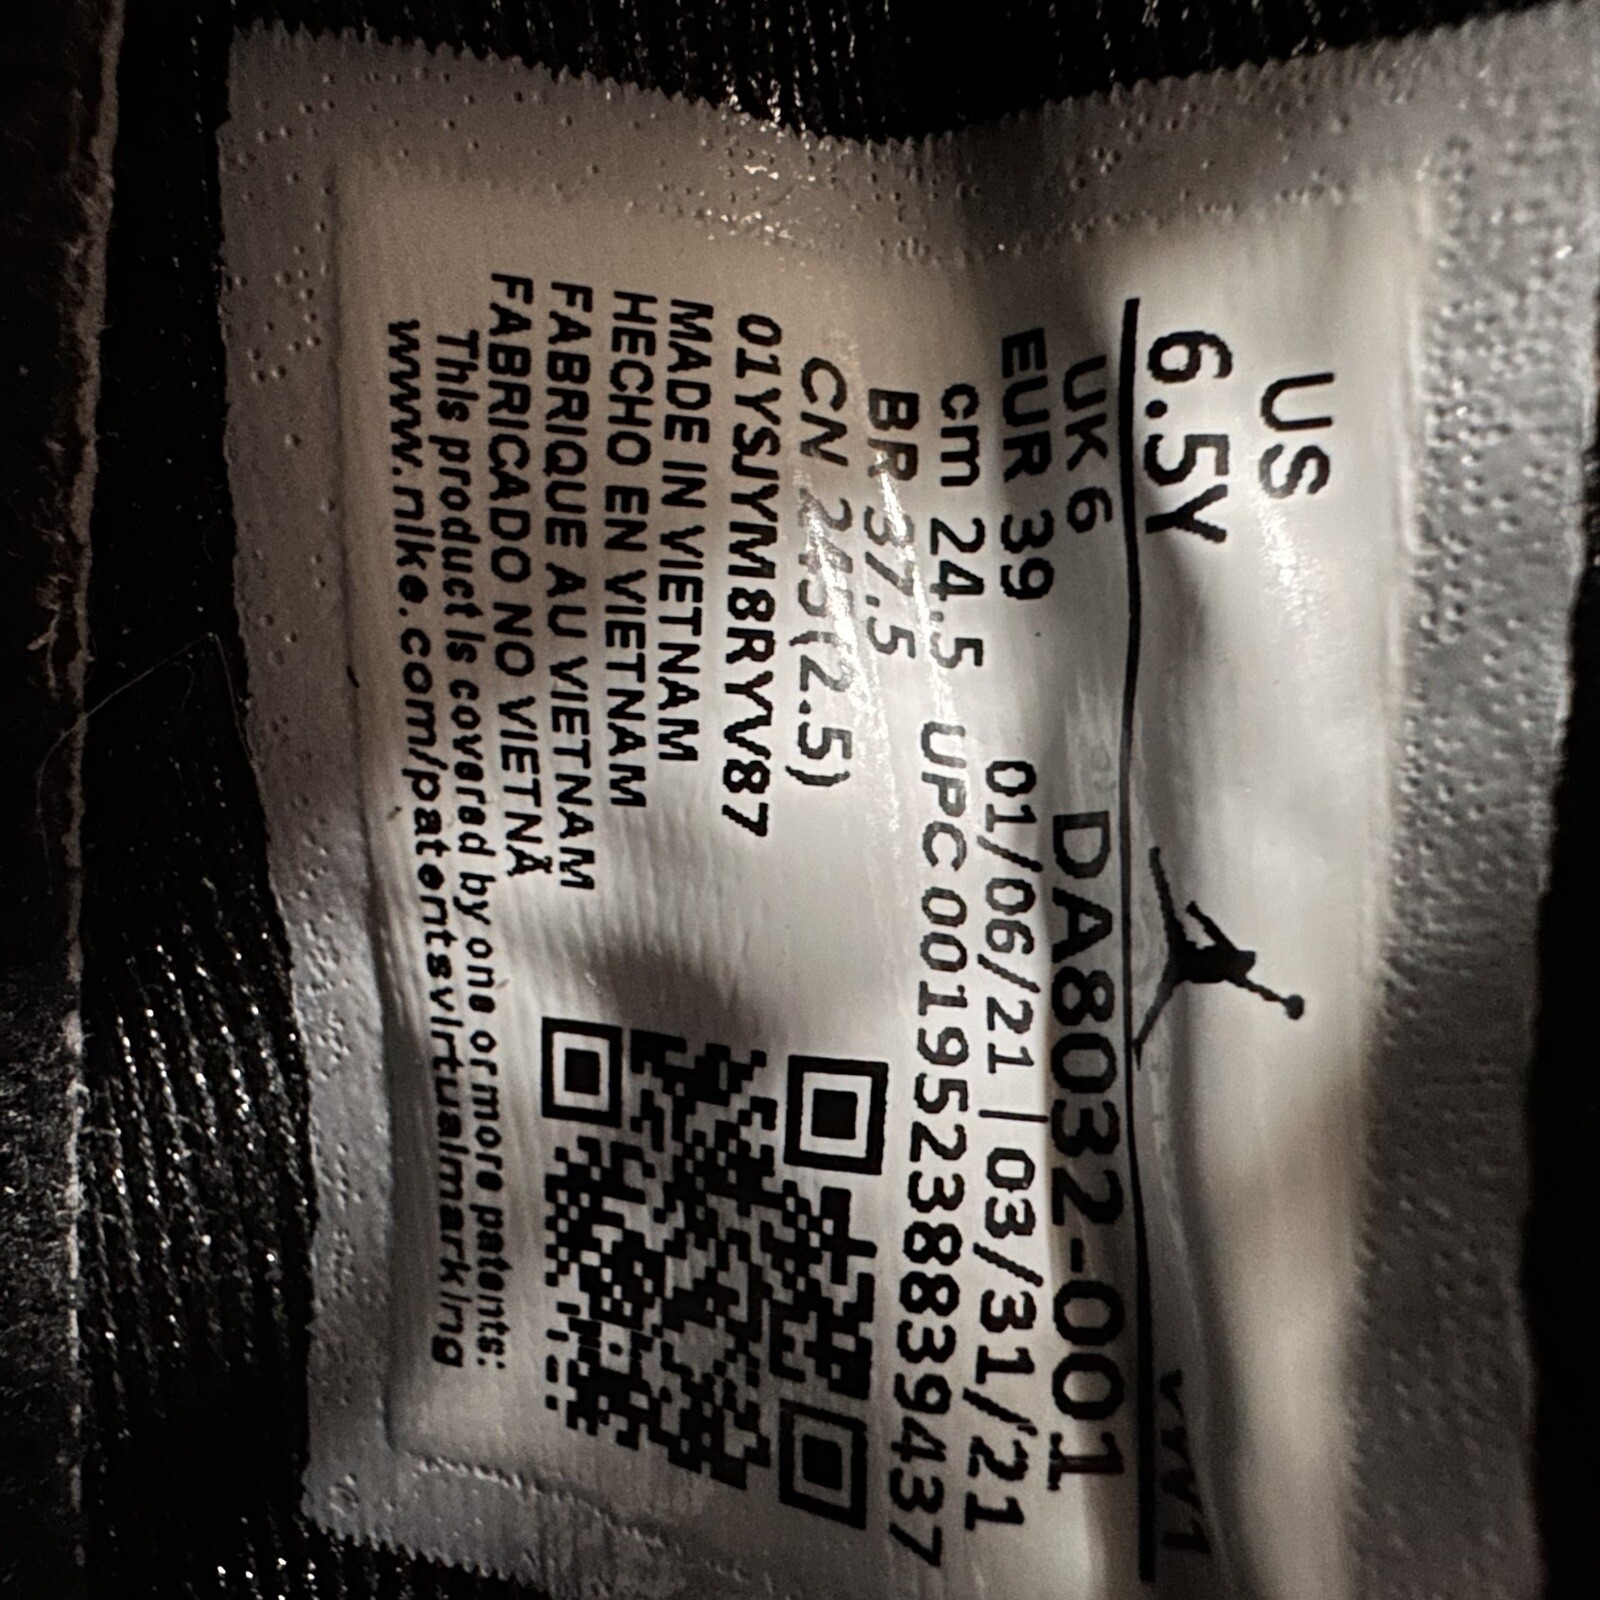 US
6.5Y
UK 6
EUR 39
cm 24.5
BR 37.5
CN 245(2.5)
DA8032-001
01/06/21 | 03/31/21
UPC 00195238839437
01YSJYM8RYV87
MADE IN VIETNAM
HECHO EN VIETNAM
FABRIQUE AU VIETNAM
FABRICADO NO VIETNÃ
This product is covered by one or more patents:
www.nike.com/patentsvirtualmarking